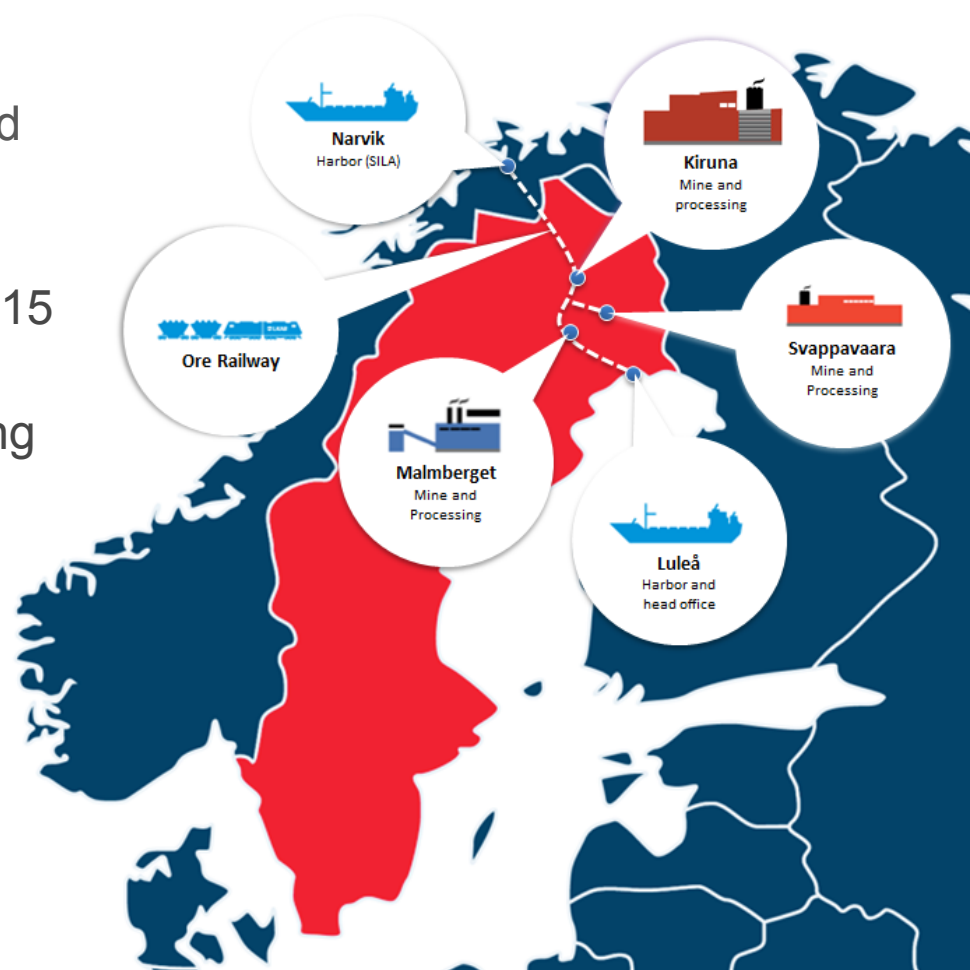 d
15
ng
Narvik
Harbor (SILA)
Kiruna
Mine and
processing
Ore Railway
Svappavaara
Mine and
Processing
Malmberget
Mine and
Processing
Luleå
Harbor and
head office